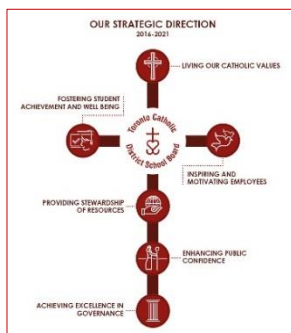 OUR STRATEGIC DIRECTION
2016-2021
LIVING OUR CATHOLIC VALUES
FOSTERING STUDENT
ACHIEVEMENT AND WELL BEING
Toronto Catholic
District School Board
INSPIRING AND
MOTIVATING EMPLOYEES
PROVIDING STEWARDSHIP
OF RESOURCES
ENHANCING PUBLIC
CONFIDENCE
ACHIEVING EXCELLENCE IN
GOVERNANCE